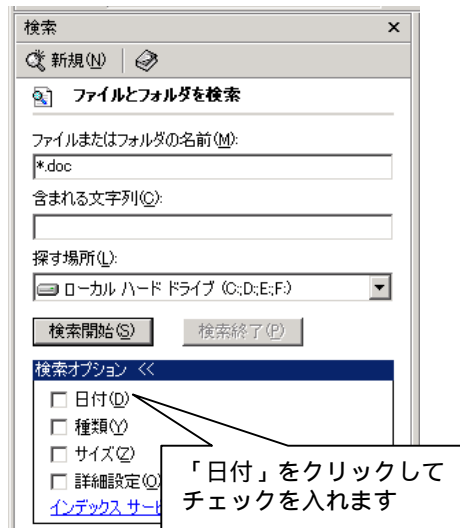 検索
新規(N)
ファイルとフォルダを検索
ファイルまたはフォルダの名前(M):
*.doc
含まれる文字列(C):
探す場所(L):
ローカル ハード ドライブ (C:;D:;E:;F:)
検索開始(S) 検索終了(P)
検索オプション <<
日付(D)
種類(Y)
サイズ(Z)
詳細設定(O)
インデックス サー
「日付」をクリックして
チェックを入れます